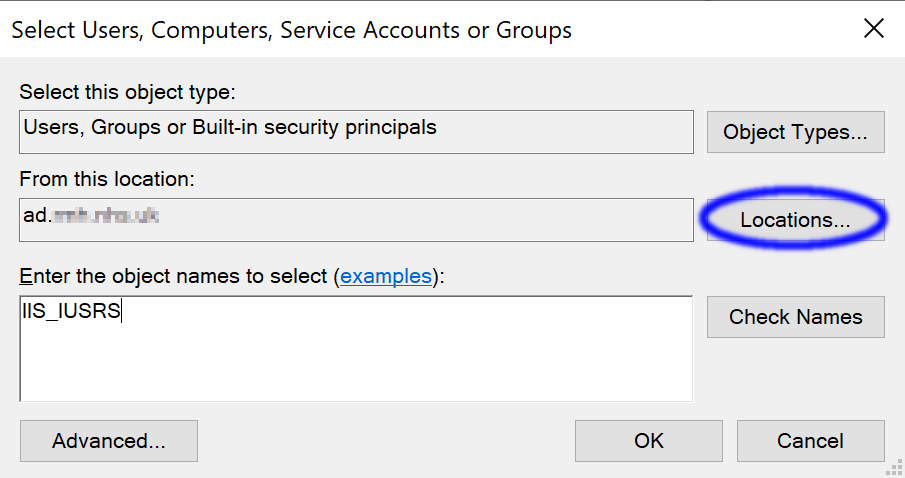 Select Users, Computers, Service Accounts or Groups
Select this object type:
Users, Groups or Built-in security principals
Object Types...
From this location:
ad.
Locations...
Enter the object names to select (examples):
IIS_IUSRS
Check Names
Advanced...
OK
Cancel